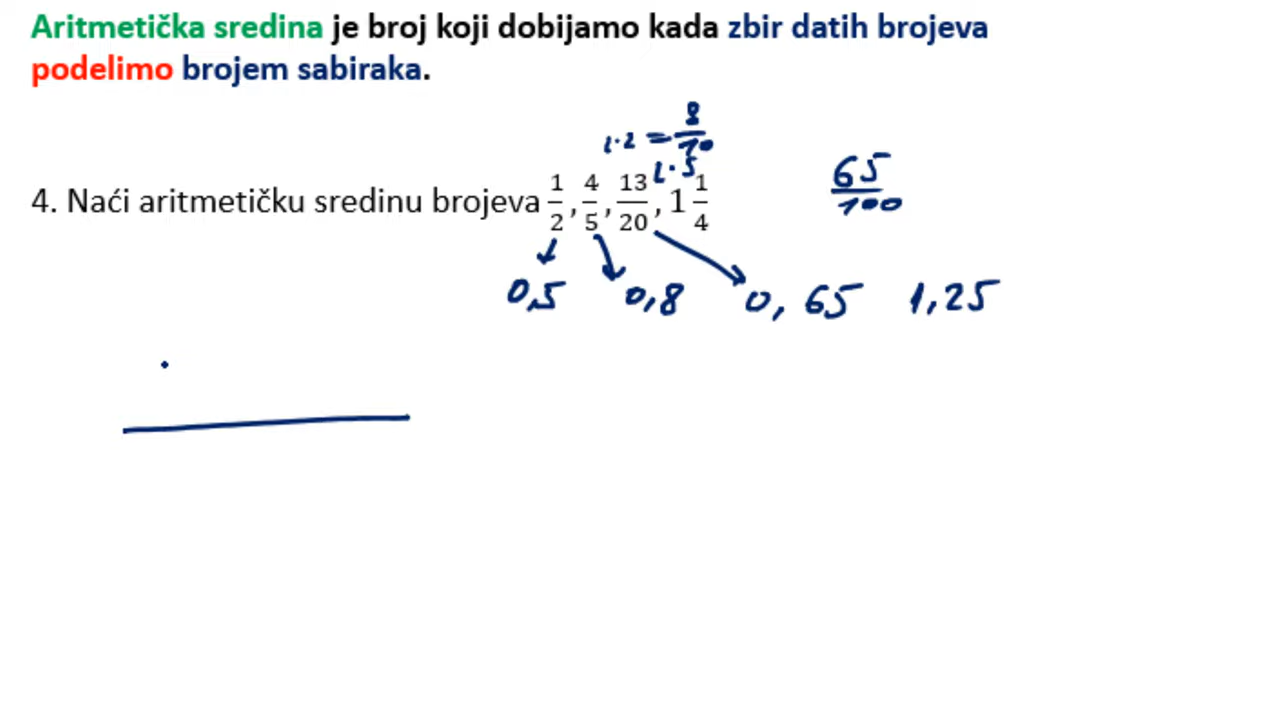 Aritmetička sredina je broj koji dobijamo kada zbir datih brojeva
podelimo brojem sabiraka.
8
·2 = 10
·5
65
100
4. Naći aritmetičku sredinu brojeva 1/2, 4/5, 13/20, 1 1/4
0,5 0,8 0,65 1,25